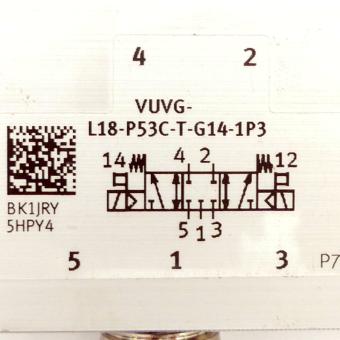 4 2
VUVG-
L18-P53C-T-G14-1P3
14 4 2 12
BK1JRY
5HPY4
5 1 3
5 1 3 P7